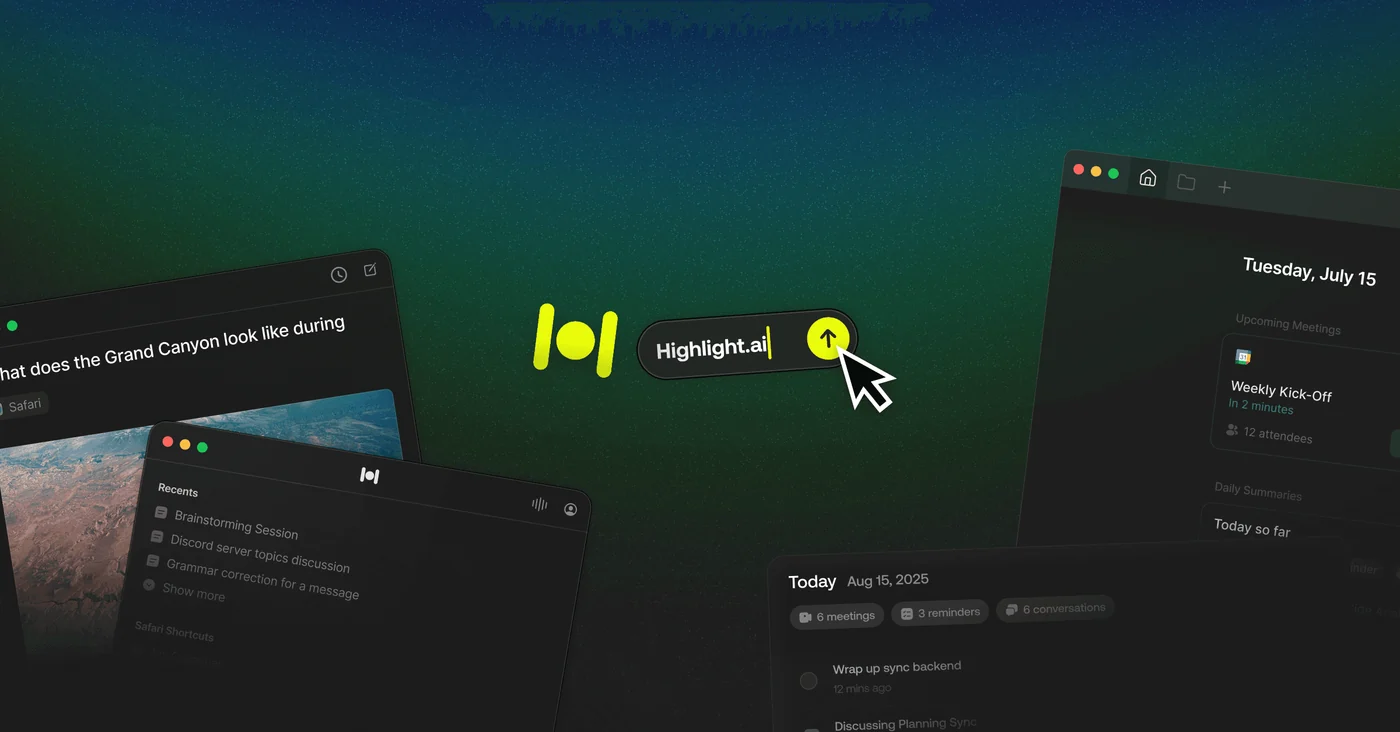 Highlight.ai
hat does the Grand Canyon look like during
Safari
Recents
Brainstorming Session
Discord server topics discussion
Grammar correction for a message
Show more
Safari Shortcuts
Tuesday, July 15
Upcoming Meetings
31
Weekly Kick-Off
In 2 minutes
12 attendees
Daily Summaries
Today so far
Today Aug 15, 2025
6 meetings 3 reminders 6 conversations
Wrap up sync backend
12 mins ago
Discussing Planning Sync